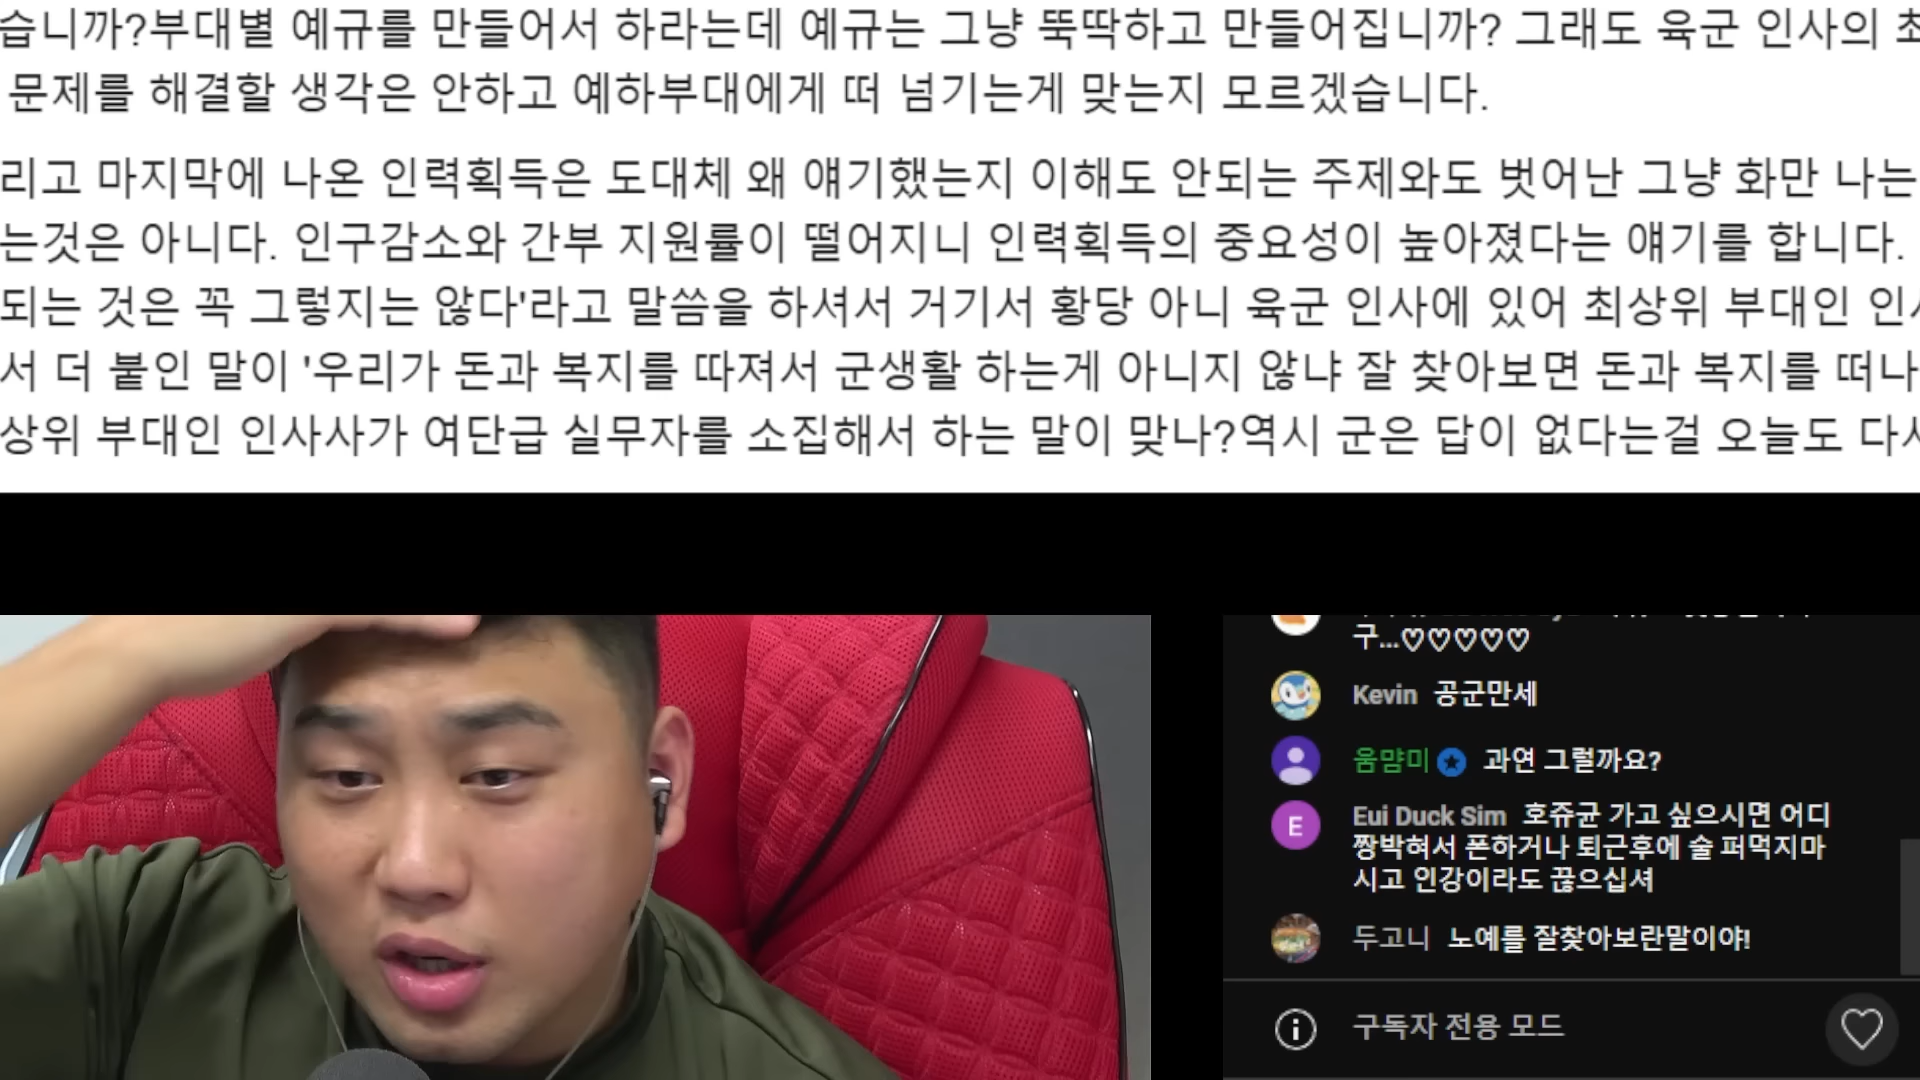 습니까?부대별 예규를 만들어서 하라는데 예규는 그냥 뚝딱하고 만들어집니까? 그래도 육군 인사의 최
문제를 해결할 생각은 안하고 예하부대에게 떠 넘기는게 맞는지 모르겠습니다.
리고 마지막에 나온 인력획득은 도대체 왜 얘기했는지 이해도 안되는 주제와도 벗어난 그냥 화만 나는
는것은 아니다. 인구감소와 간부 지원률이 떨어지니 인력획득의 중요성이 높아졌다는 얘기를 합니다.
되는 것은 꼭 그렇지는 않다'라고 말씀을 하셔서 거기서 황당 아니 육군 인사에 있어 최상위 부대인 인사
서 더 붙인 말이 '우리가 돈과 복지를 따져서 군생활 하는게 아니지 않냐 잘 찾아보면 돈과 복지를 떠나
상위 부대인 인사사가 여단급 실무자를 소집해서 하는 말이 맞나?역시 군은 답이 없다는걸 오늘도 다시
구...♡♡♡♡♡
Kevin 공군만세
움먐미 과연 그럴까요?
E Eui Duck Sim 호쥬균 가고 싶으시면 어디
짱박혀서 폰하거나 퇴근후에 술 퍼먹지마
시고 인강이라도 끊으십셔
두고니 노예를 잘찾아보란말이야!
구독자 전용 모드